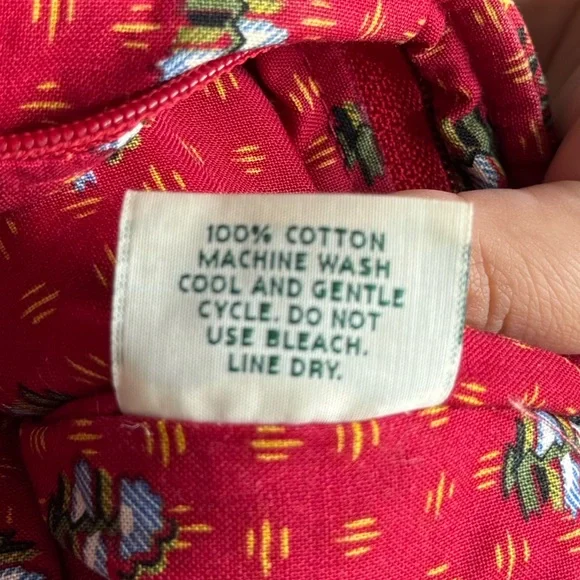 100% COTTON
MACHINE WASH
COOL AND GENTLE
CYCLE. DO NOT
USE BLEACH.
LINE DRY.